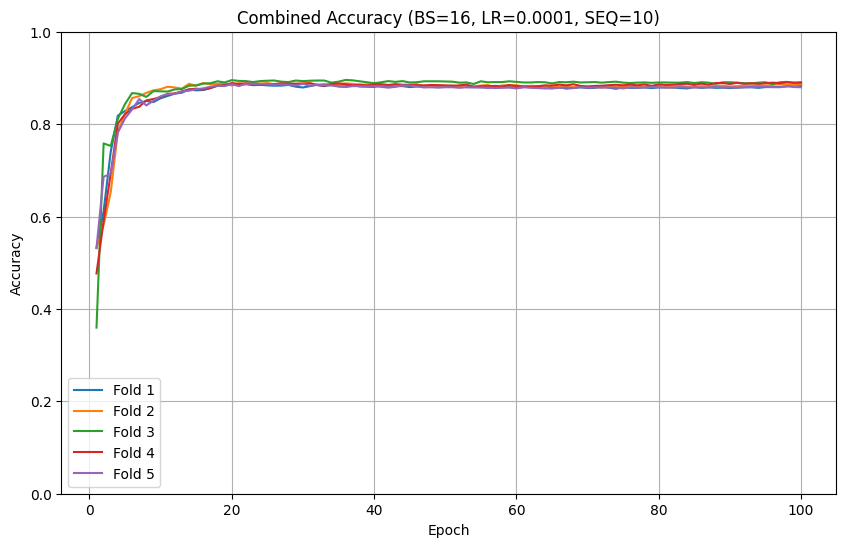 Combined Accuracy (BS=16, LR=0.0001, SEQ=10)
1.0
0.8
0.6
0.4
0.2
0.0
Accuracy
Fold 1
Fold 2
Fold 3
Fold 4
Fold 5
0 20 40 60 80 100
Epoch